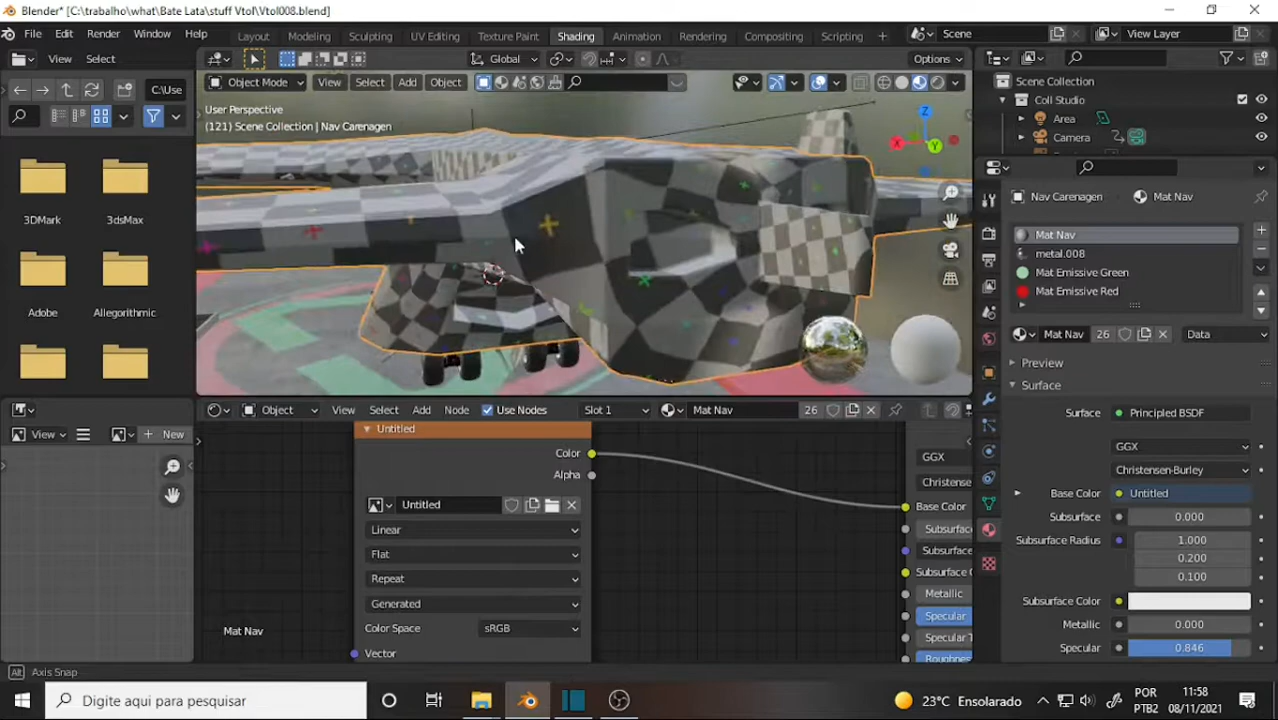 Blender* [C:\trabalho\what\Bate Lata\stuff Vtol\Vtol008.blend]
File Edit Render Window Help Layout Modeling Sculpting UV Editing Texture Paint Shading Animation Rendering Compositing Scripting Scene View Layer
View Select Global Options
Object Mode View Select Add Object
C:\Use
User Perspective
(121) Scene Collection | Nav Carenagen
Z
X
Y
3DMark
3dsMax
Adobe
Allegorithmic
Scene Collection
Coll Studio
Area
Camera
Nav Carenagen Mat Nav
Mat Nav
metal.008
Mat Emissive Green
Mat Emissive Red
Mat Nav 26 Data
Preview
Surface
Surface Principled BSDF
GGX
Christensen-Burley
Base Color Untitled
Subsurface 0.000
Subsurface Radius 1.000
0.200
0.100
Subsurface Color
Metallic 0.000
Specular 0.846
View New
Object View Select Add Node Use Nodes Slot 1 Mat Nav 26
Untitled
Color
Alpha
Untitled
Linear
Flat
Repeat
Generated
Color Space sRGB
Vector
Mat Nav
GGX
Christensen
Base Color
Subsurface
Subsurface
Subsurface C
Metallic
Specular
Specular T
Roughness
Alt Axis Snap
Digite aqui para pesquisar
23°C Ensolarado
POR
PTB2
11:58
08/11/2021